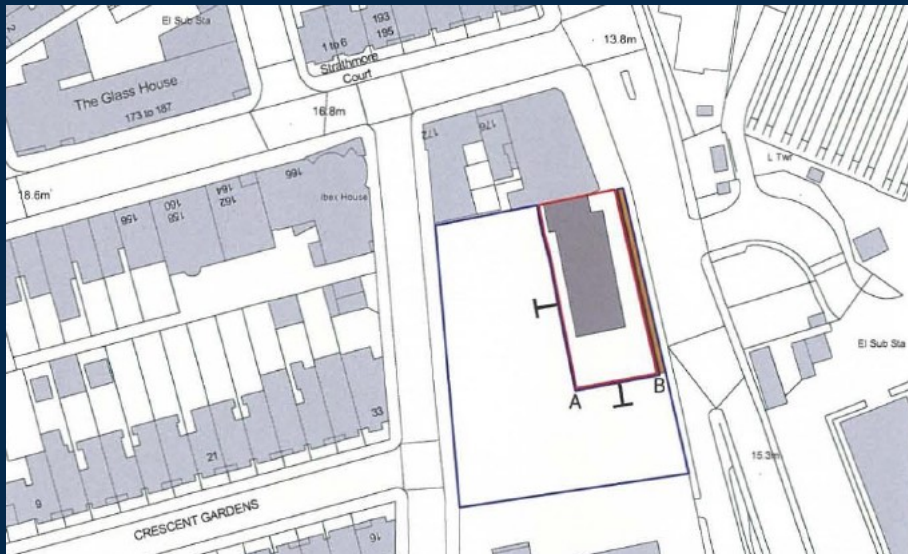 El Sub Sta
193
195
1 to 6
Strathmore
Court
13.8m
The Glass House
173 to 187
16.8m
172
176
L Twr
18.6m
156
160
158
164
162
166
Ibex House
El Sub Sta
A
B
33
21
9
15.3m
CRESCENT GARDENS
16